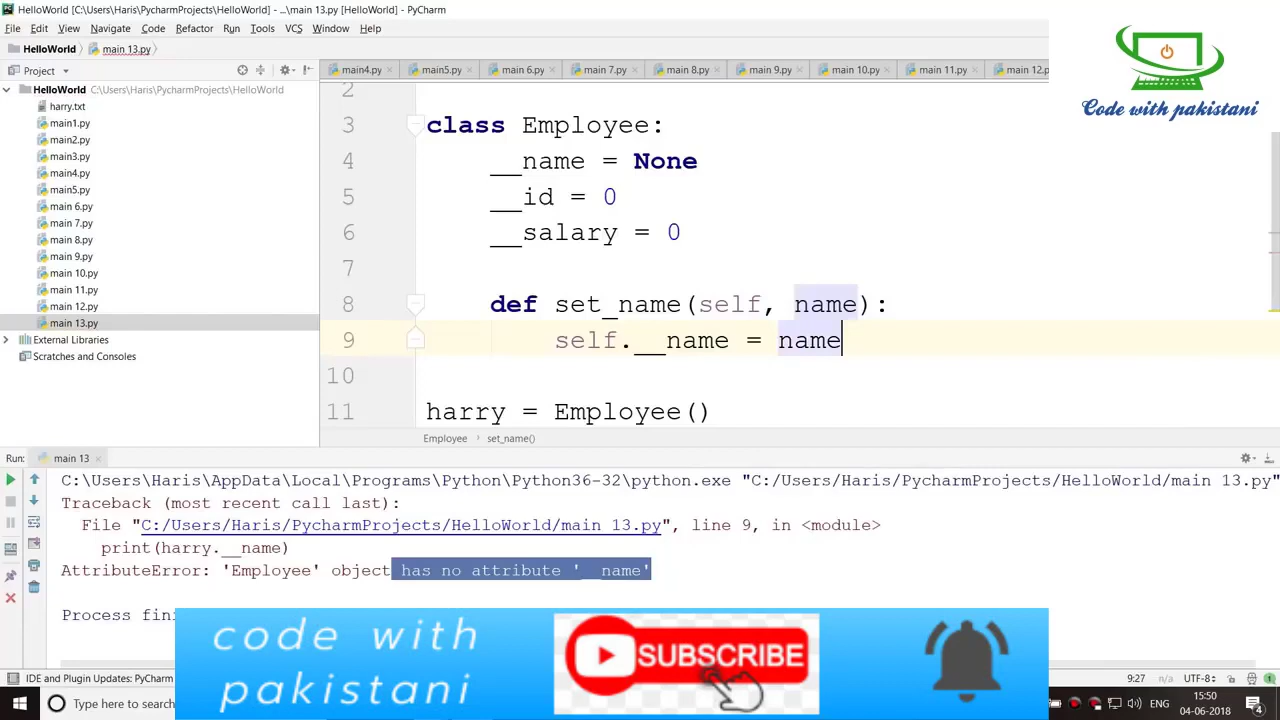 HelloWorld [C:\Users\Haris\PycharmProjects\HelloWorld] - ...\main 13.py [HelloWorld] - PyCharm
File Edit View Navigate Code Refactor Run Tools VCS Window Help
HelloWorld main 13.py
Project
main4.py main5.py main 6.py main 7.py main 8.py main 9.py main 10.py main 11.py main 12.p
HelloWorld C:\Users\Haris\PycharmProjects\HelloWorld
harry.txt
main1.py
main2.py
main3.py
main4.py
main5.py
main 6.py
main 7.py
main 8.py
main 9.py
main 10.py
main 11.py
main 12.py
main 13.py
External Libraries
Scratches and Consoles
2
3 class Employee:
4 __name = None
5 __id = 0
6 __salary = 0
7
8 def set_name(self, name):
9 self.__name = name
10
11 harry = Employee()
Employee set_name()
Code with pakistani
Run: main 13
C:\Users\Haris\AppData\Local\Programs\Python\Python36-32\python.exe "C:/Users/Haris/PycharmProjects/HelloWorld/main 13.py"
Traceback (most recent call last):
File "C:/Users/Haris/PycharmProjects/HelloWorld/main 13.py", line 9, in <module>
print(harry.__name)
AttributeError: 'Employee' object has no attribute '__name'
Process fini
code with
pakistani
SUBSCRIBE
IDE and Plugin Updates: PyCharm
9:27 n/a UTF-8
1
Type here to search
15:50
04-06-2018